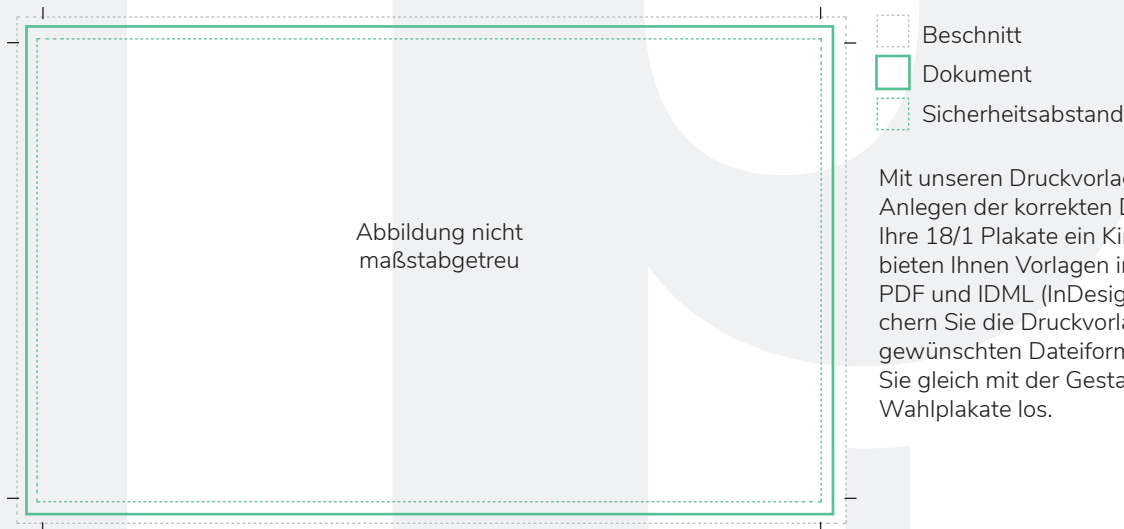 Abbildung nicht
maßstabgetreu
Beschnitt
Dokument
Sicherheitsabstand
Mit unseren
Anlegen der korrekten
Ihre 18/1 Plakate ein
bieten Ihnen Vorlagen
PDF und IDML
chern Sie die
gewünschten
Sie gleich mit der
Wahlplakate los.